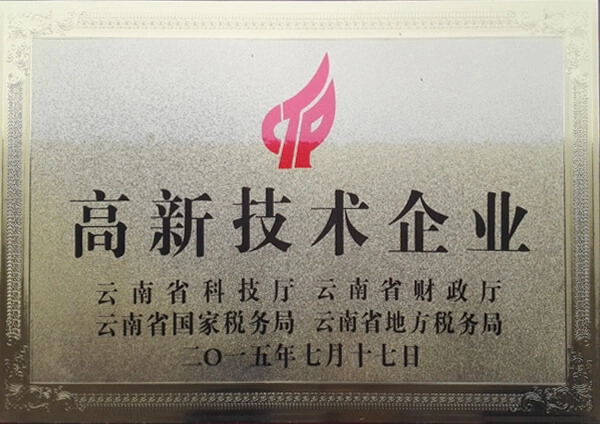 高新技术企业
云南省科技厅 云南省财政厅
云南省国家税务局 云南省地方税务局
二〇一五年七月十七日